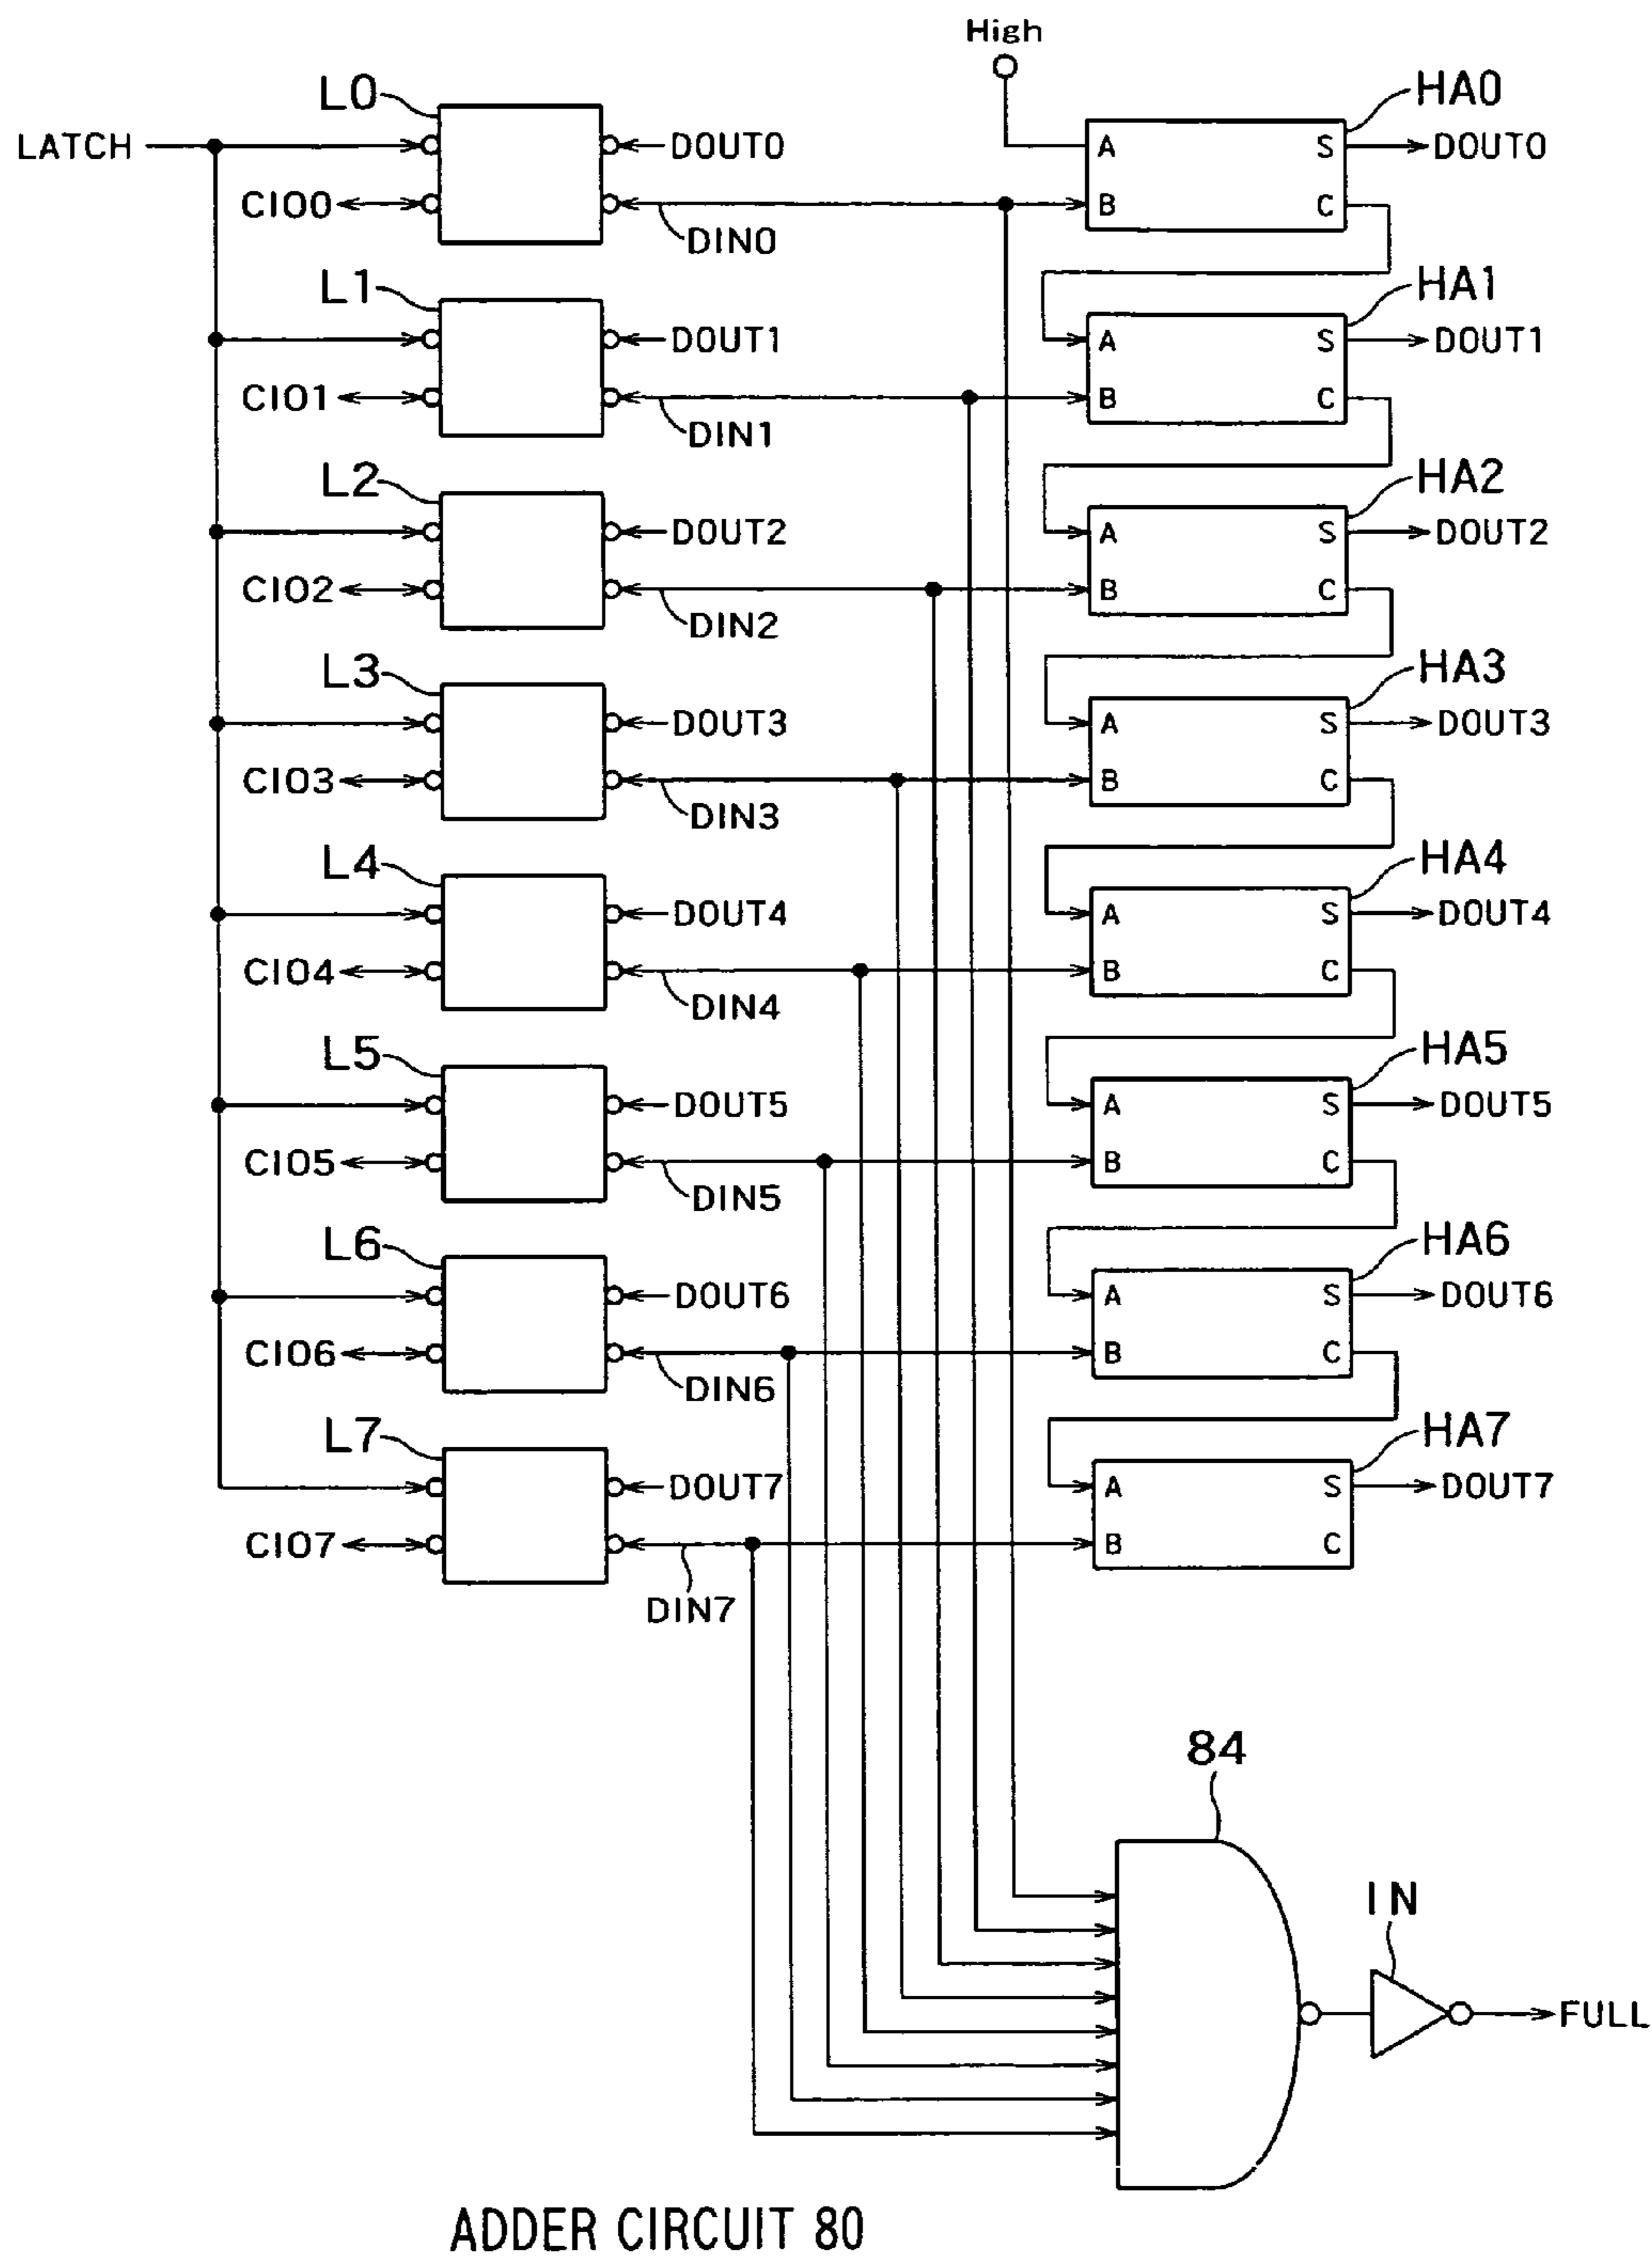 High
L0
HA0
LATCH
DOUT0
A
S
DOUT0
CIO0
DIN0
B
C
L1
HA1
DOUT1
A
S
DOUT1
CIO1
DIN1
B
C
L2
HA2
DOUT2
A
S
DOUT2
CIO2
DIN2
B
C
L3
HA3
DOUT3
A
S
DOUT3
CIO3
DIN3
B
C
L4
HA4
DOUT4
A
S
DOUT4
CIO4
DIN4
B
C
L5
HA5
DOUT5
A
S
DOUT5
CIO5
DIN5
B
C
L6
HA6
DOUT6
A
S
DOUT6
CIO6
DIN6
B
C
L7
HA7
DOUT7
A
S
DOUT7
CIO7
DIN7
B
C
84
IN
FULL
ADDER CIRCUIT 80